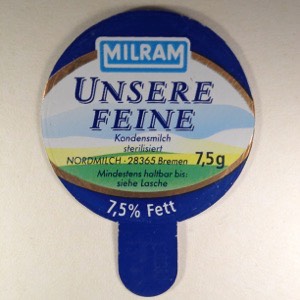 MILRAM
UNSERE
FEINE
Kondensmilch
sterilisiert
NORDMILCH · 28365 Bremen 7,5g
Mindestens haltbar bis:
siehe Lasche
7,5% Fett